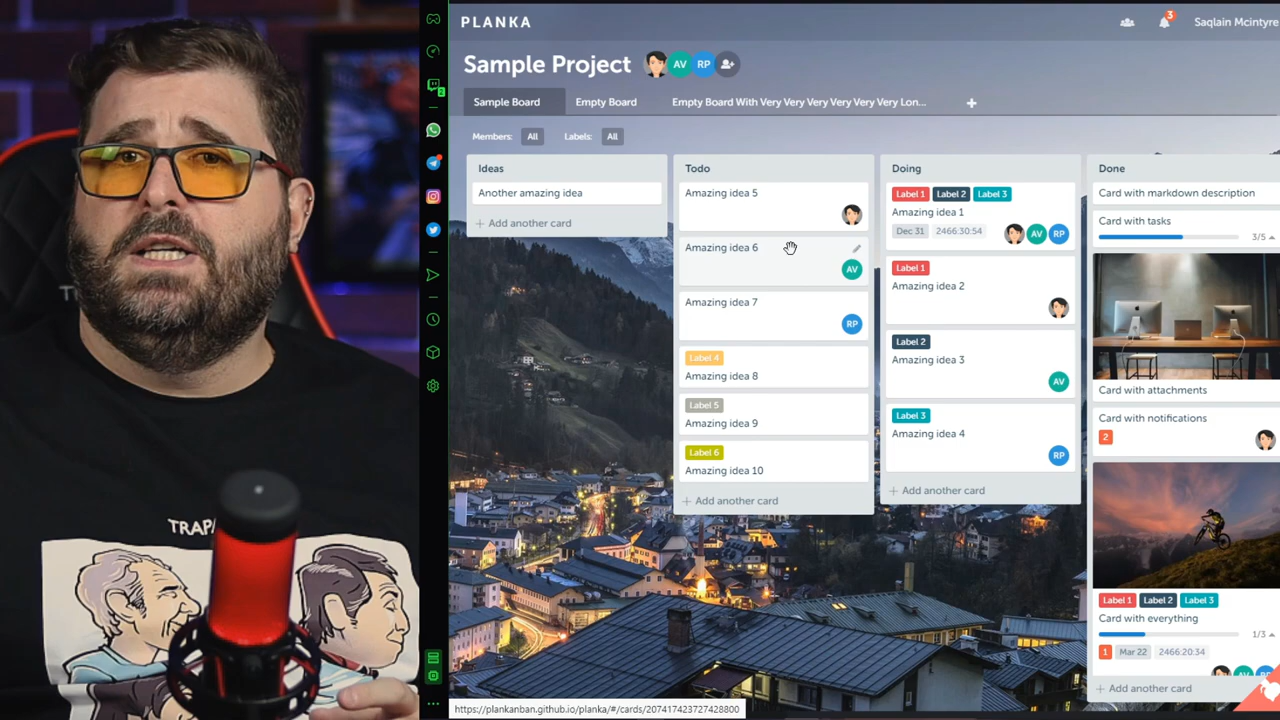 TRAPA
PLANKA
3
Saqlain Mcintyre
Sample Project
AV
RP
Sample Board
Empty Board
Empty Board With Very Very Very Very Very Very Lon...
Members: All
Labels: All
Ideas
Another amazing idea
+ Add another card
Todo
Amazing idea 5
Amazing idea 6
AV
Amazing idea 7
RP
Label 4
Amazing idea 8
Label 5
Amazing idea 9
Label 6
Amazing idea 10
+ Add another card
Doing
Label 1 Label 2 Label 3
Amazing idea 1
Dec 31 2466:30:54
AV
RP
Label 1
Amazing idea 2
Label 2
Amazing idea 3
AV
Label 3
Amazing idea 4
RP
+ Add another card
Done
Card with markdown description
Card with tasks
3/5
Card with attachments
Card with notifications
2
Label 1 Label 2 Label 3
Card with everything
1/3
1 Mar 22 2466:20:34
AV
+ Add another card
2
https://plankanban.github.io/planka/#/cards/207417423727428800